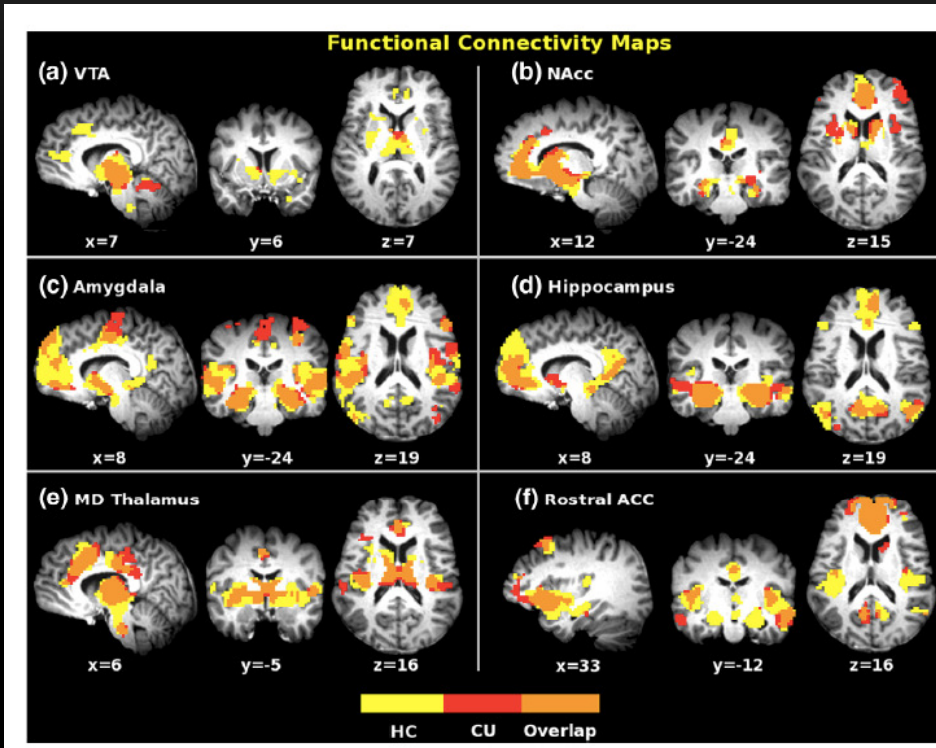 Functional Connectivity Maps
(a) VTA
x=7 y=6 z=7
(b) NAcc
x=12 y=-24 z=15
(c) Amygdala
x=8 y=-24 z=19
(d) Hippocampus
x=8 y=-24 z=19
(e) MD Thalamus
x=6 y=-5 z=16
(f) Rostral ACC
x=33 y=-12 z=16
HC CU Overlap